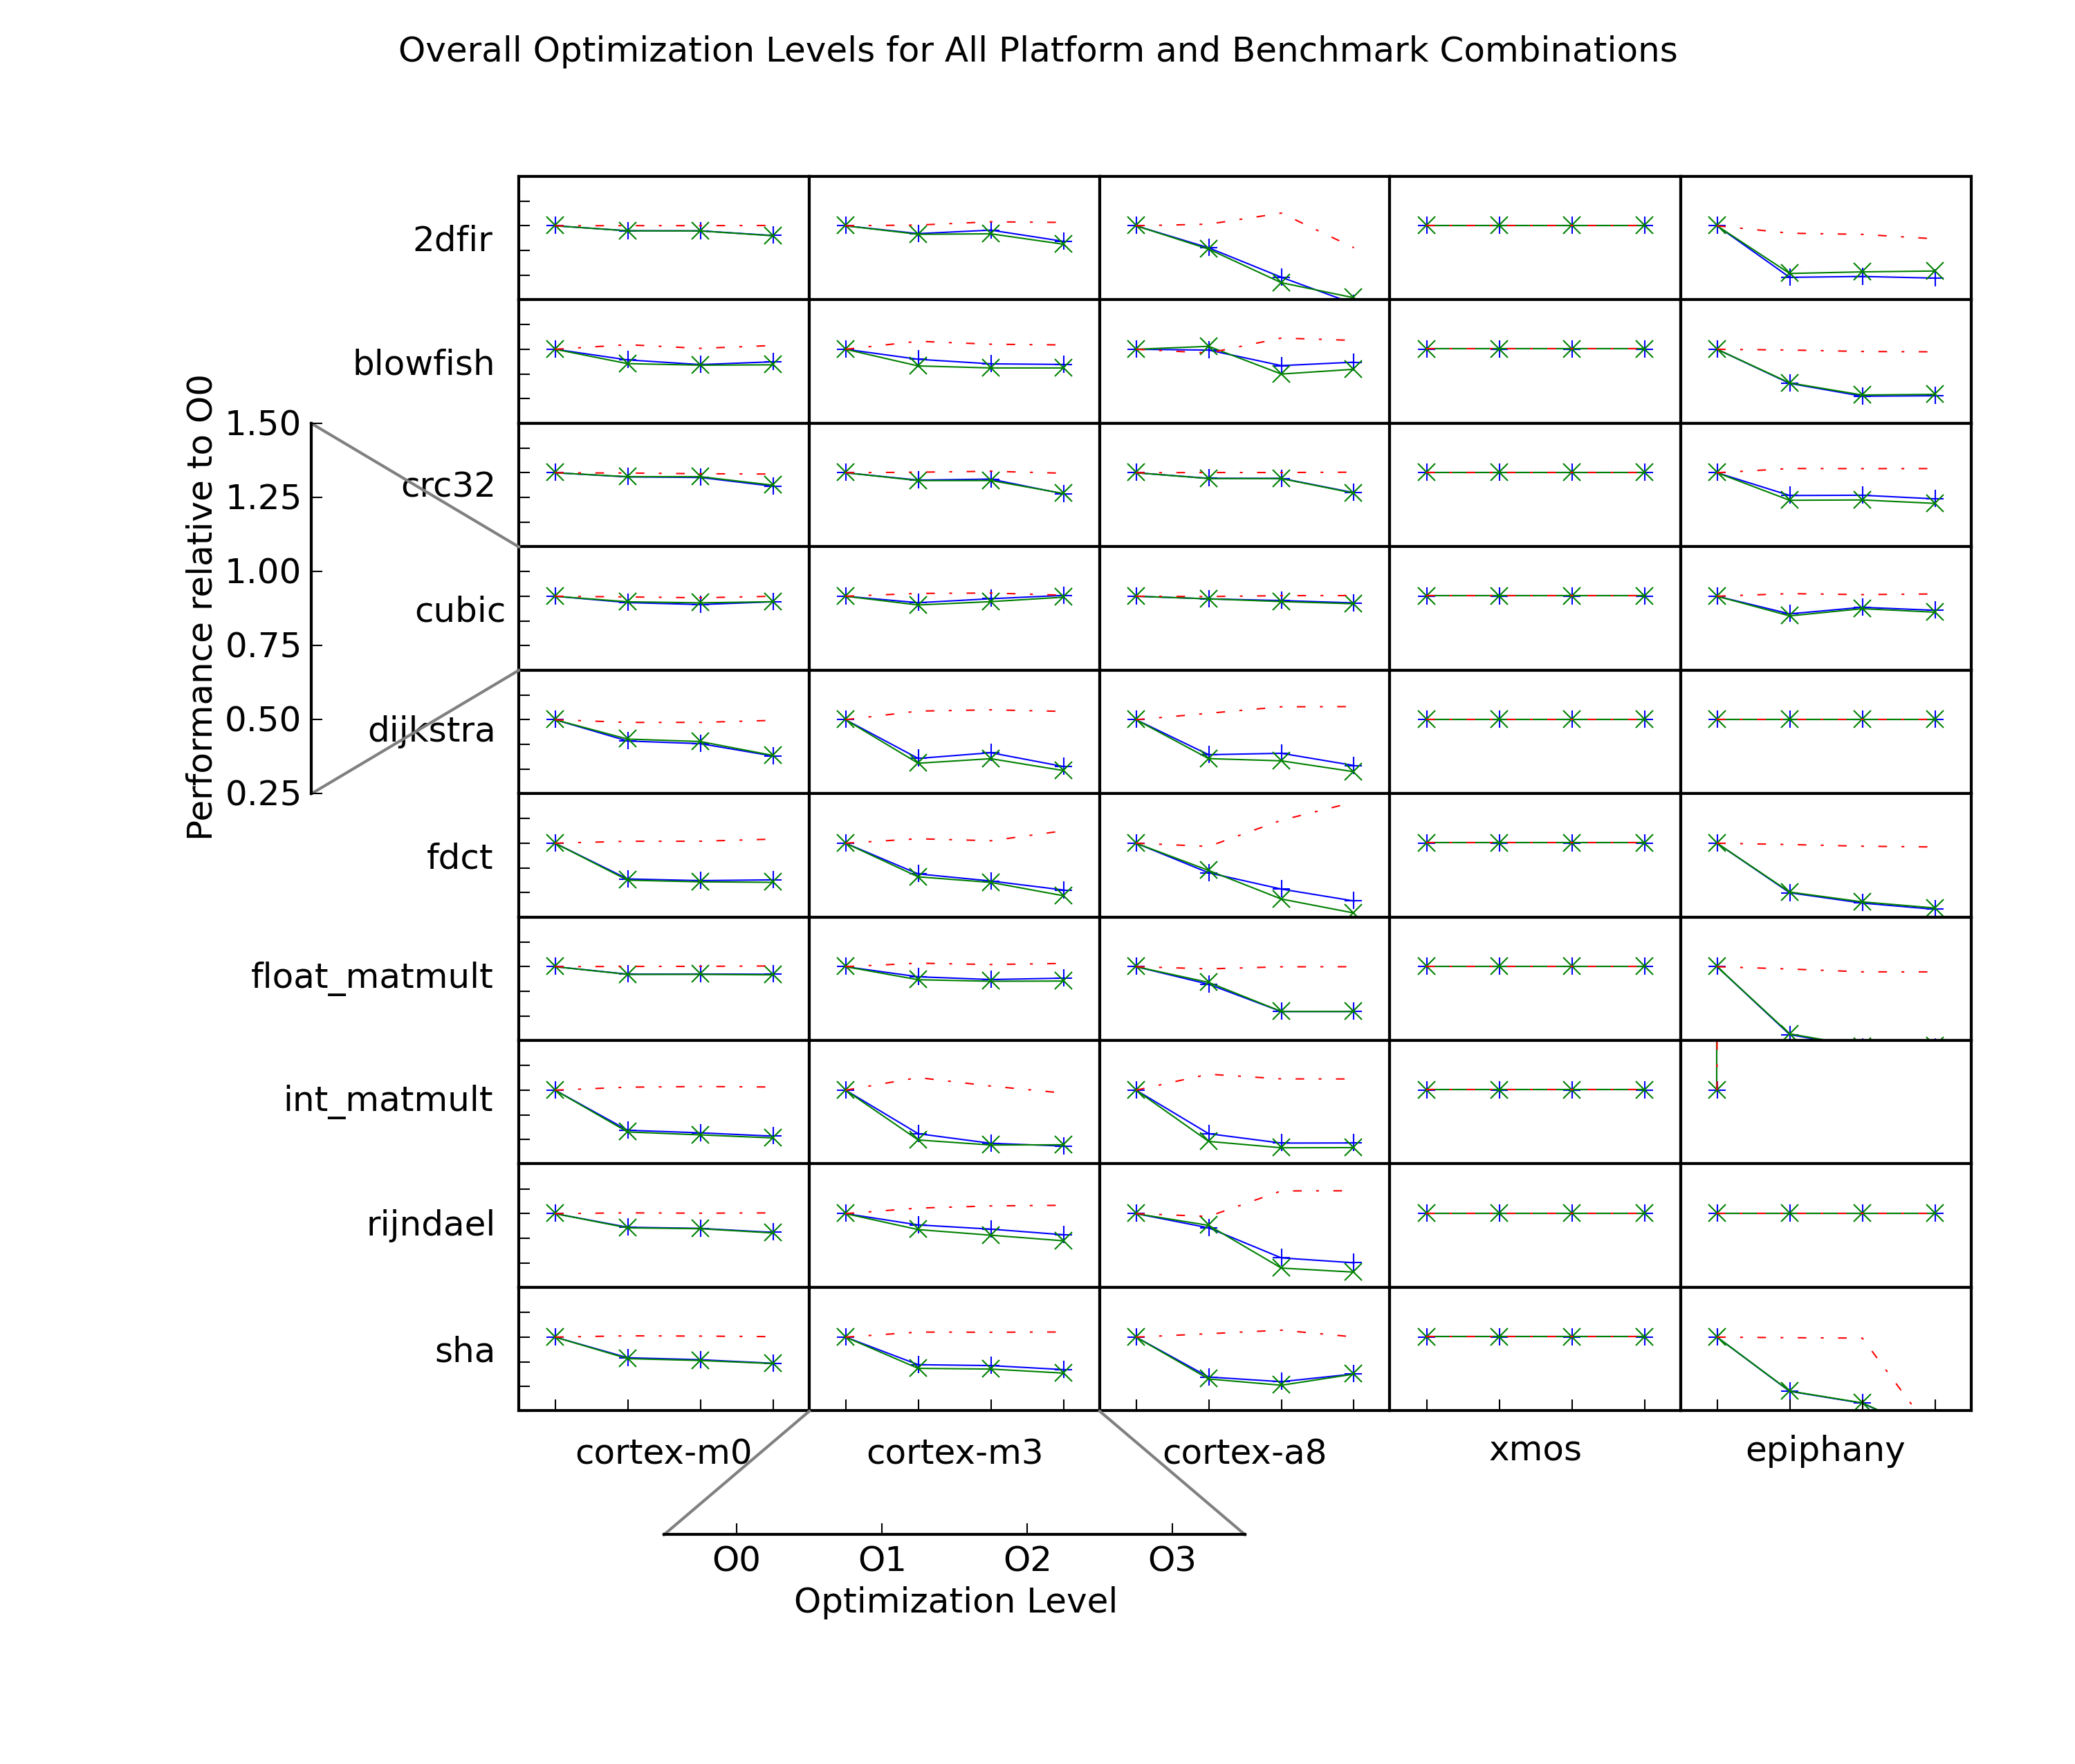 Overall Optimization Levels for All Platform and Benchmark Combinations
Performance relative to O0
1.50
1.25
1.00
0.75
0.50
0.25
2dfir
blowfish
crc32
cubic
dijkstra
fdct
float_matmult
int_matmult
rijndael
sha
cortex-m0 cortex-m3 cortex-a8 xmos epiphany
O0 O1 O2 O3
Optimization Level